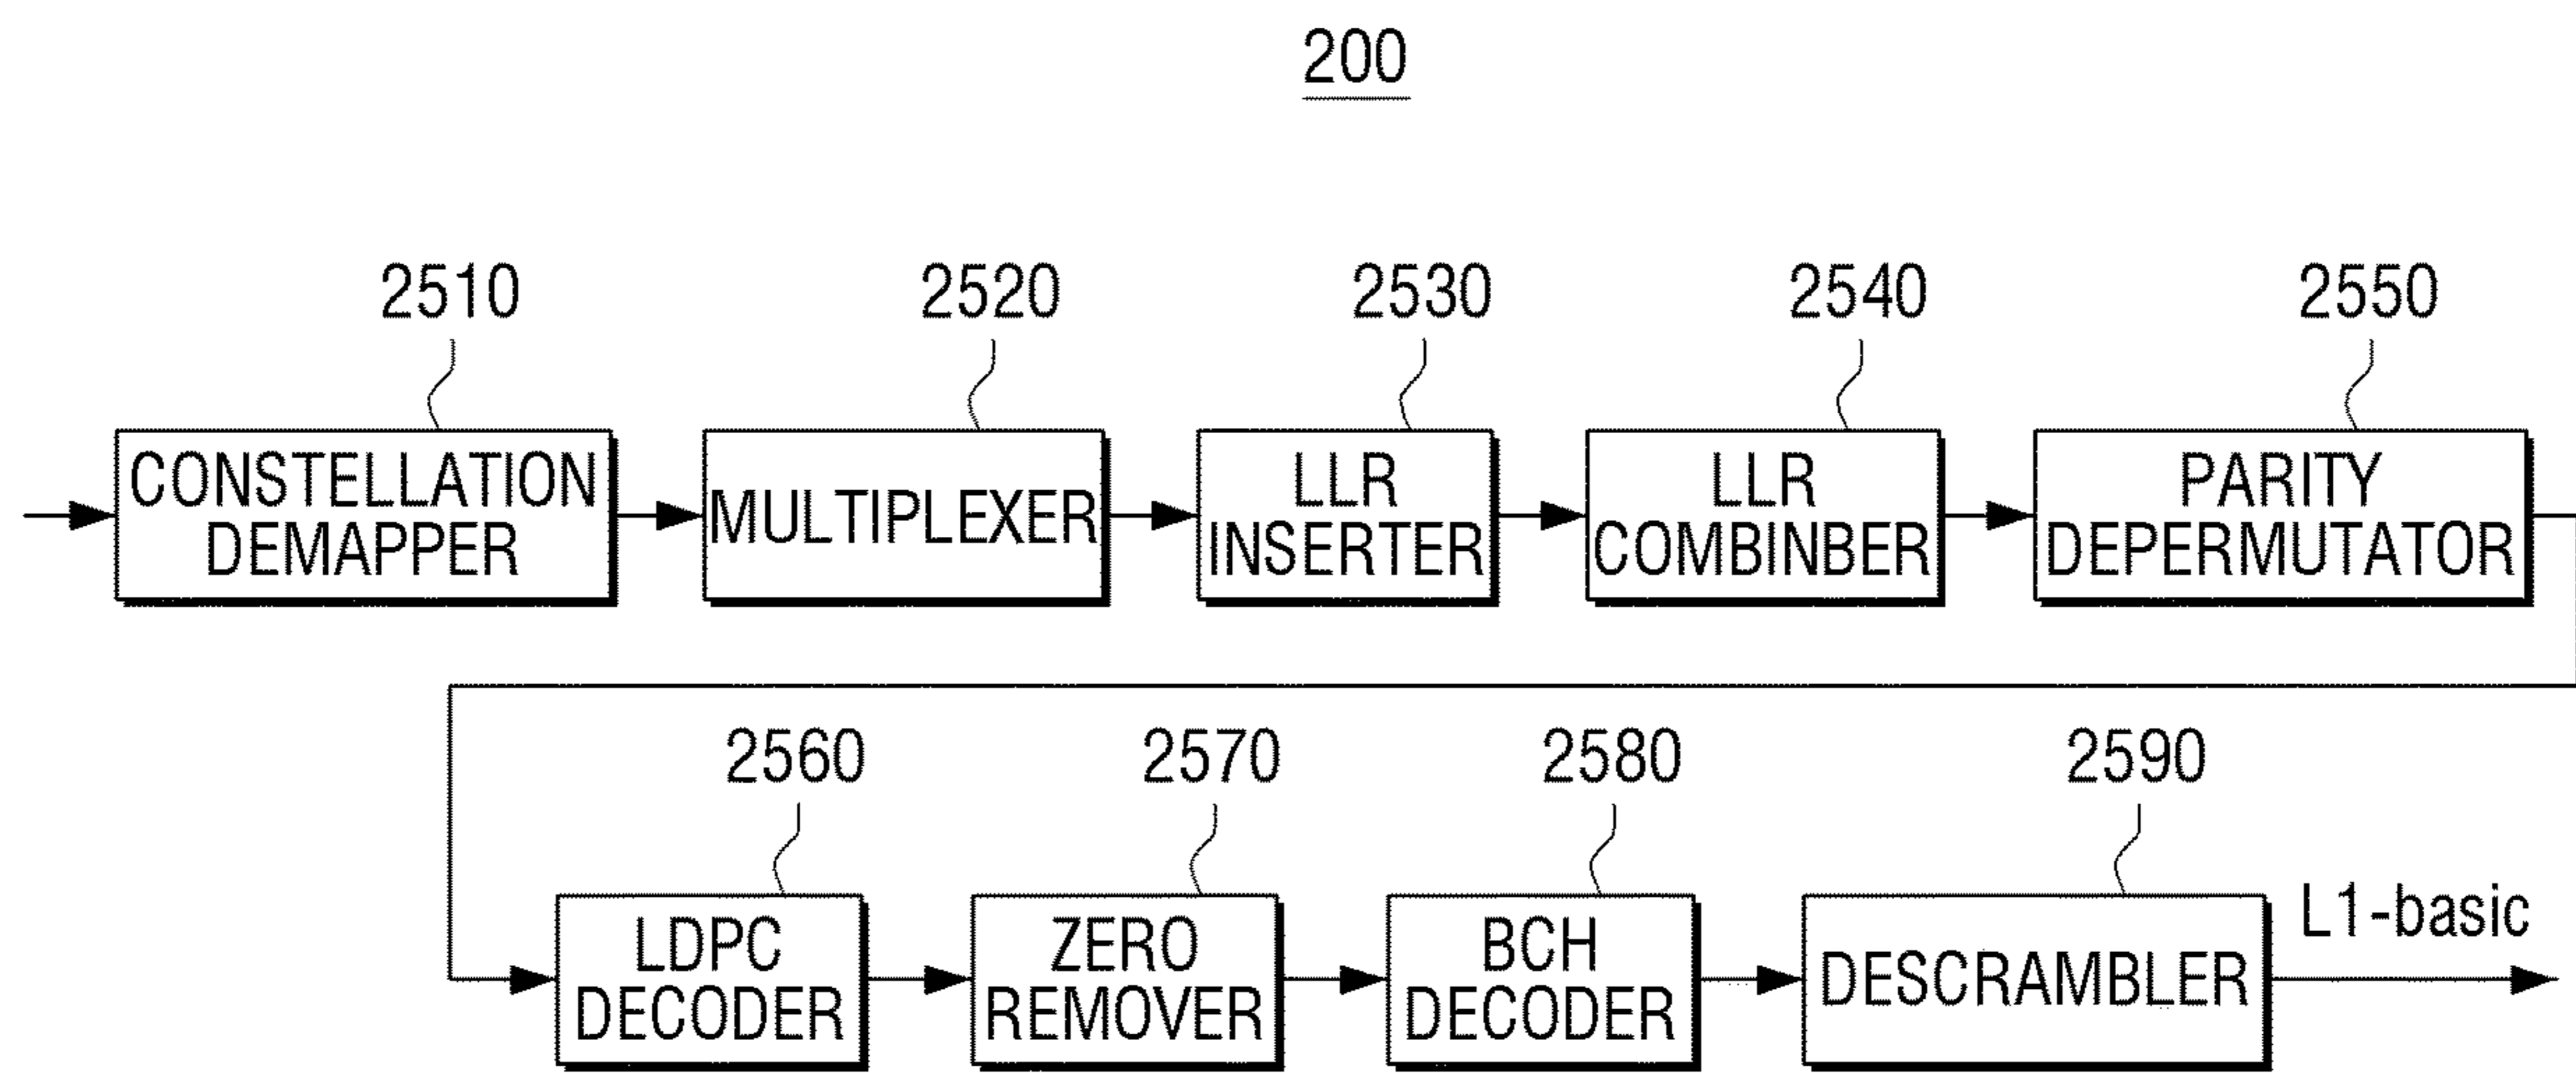 200
2510
2520
2530
2540
2550
CONSTELLATION
DEMAPPER
MULTIPLEXER
LLR
INSERTER
LLR
COMBINBER
PARITY
DEPERMUTATOR
2560
2570
2580
2590
LDPC
DECODER
ZERO
REMOVER
BCH
DECODER
DESCRAMBLER
L1-basic